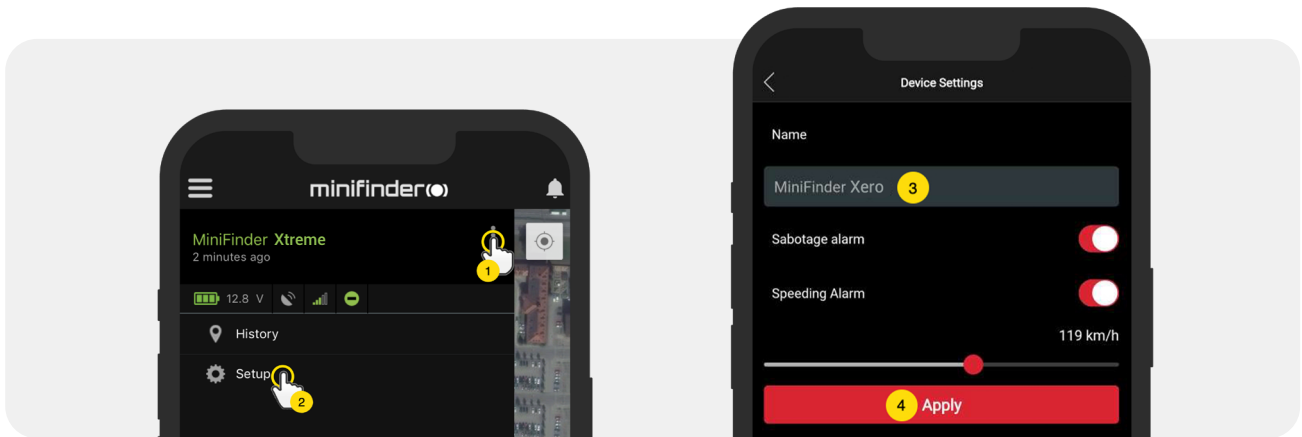 minifinder
MiniFinder Xtreme
2 minutes ago
1
12.8 V
History
Setup
2
Device Settings
Name
MiniFinder Xero
3
Sabotage alarm
Speeding Alarm
119 km/h
4 Apply